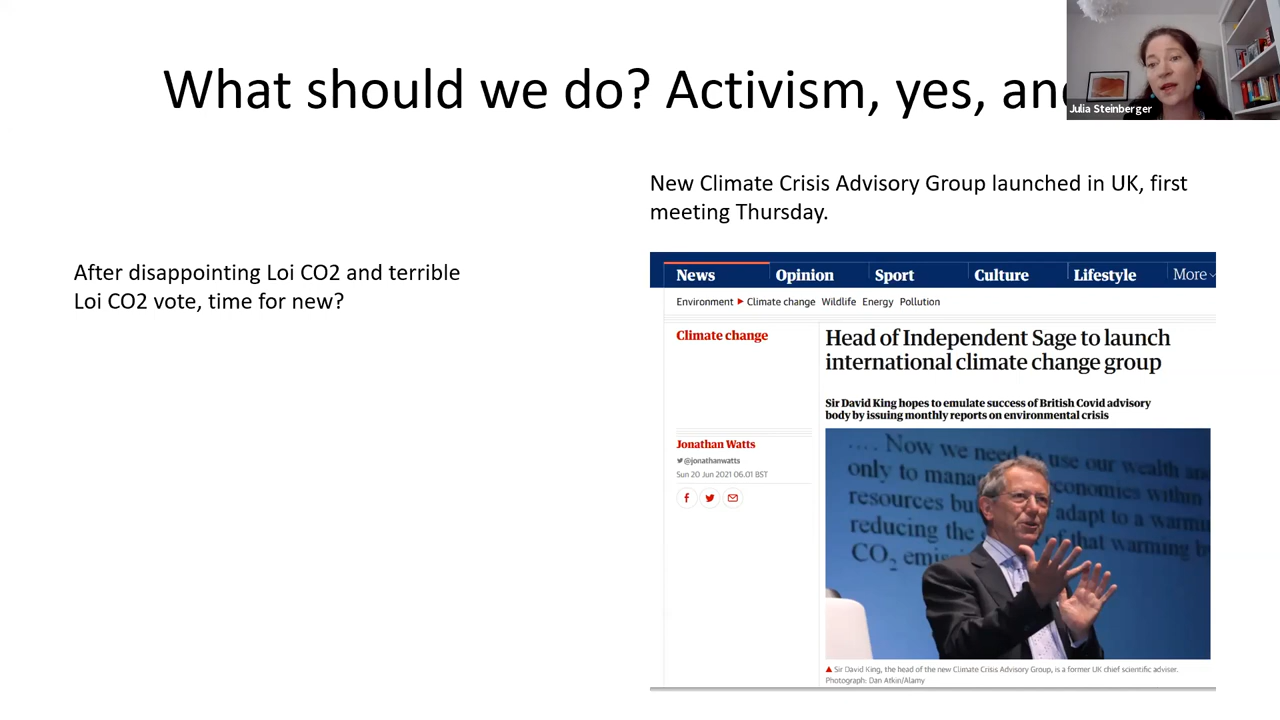 What should we do? Activism, yes, and
Julia Steinberger
New Climate Crisis Advisory Group launched in UK, first
meeting Thursday.
After disappointing Loi CO2 and terrible
Loi CO2 vote, time for new?
News Opinion Sport Culture Lifestyle More
Environment Climate change Wildlife Energy Pollution
Climate change
Head of Independent Sage to launch
international climate change group
Sir David King hopes to emulate success of British Covid advisory
body by issuing monthly reports on environmental crisis
Jonathan Watts
@jonathanwatts
Sun 20 Jun 2021 06.01 BST
.... Now we need to use our wealth
only to economies within
resources adapt to a
reducing the of that warming
CO2
Sir David King, the head of the new Climate Crisis Advisory Group, is a former UK chief scientific adviser.
Photograph: Dan Atkin/Alamy